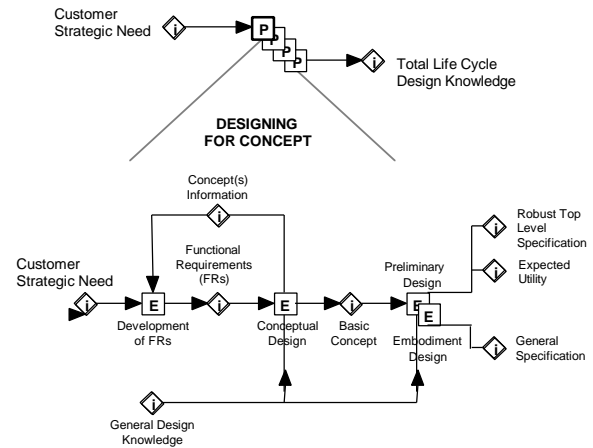 Customer
Strategic Need
i
P
P
P
P
i
Total Life Cycle
Design Knowledge
DESIGNING
FOR CONCEPT
Concept(s)
Information
i
Robust Top
Level
Specification
i
Functional
Requirements
(FRs)
Preliminary
Design
Expected
Utility
i
Customer
Strategic Need
i
E
i
E
i
E
E
Development
of FRs
Conceptual
Design
Basic
Concept
Embodiment
Design
i
General
Specification
i
General Design
Knowledge